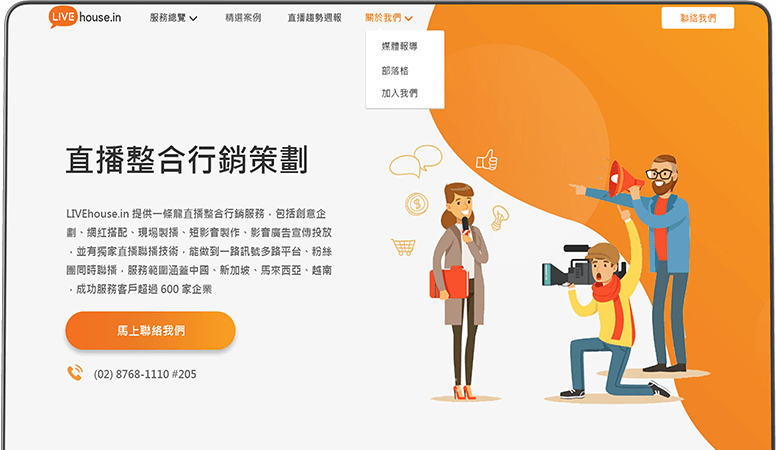 LIVEhouse.in
服務總覽
精選案例
直播趨勢週報
關於我們
聯絡我們
媒體報導
部落格
加入我們
直播整合行銷策劃
LIVEhouse.in 提供一條龍直播整合行銷服務，包括創意企
劃、網紅搭配、現場製播、短影音製作、影音廣告宣傳投放
，並有獨家直播聯播技術，能做到一路訊號多路平台、粉絲
團同時聯播，服務範圍涵蓋中國、新加坡、馬來西亞、越南
，成功服務客戶超過 600 家企業
馬上聯絡我們
(02) 8768-1110 #205